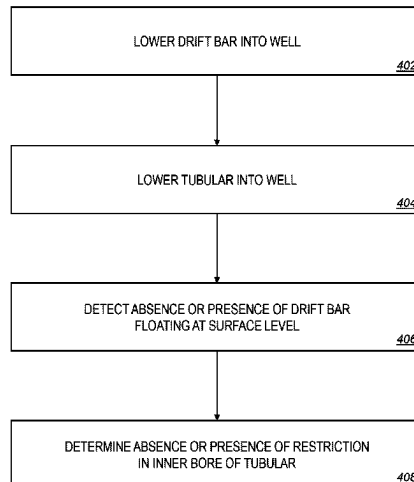 LOWER DRIFT BAR INTO WELL
402
LOWER TUBULAR INTO WELL
404
DETECT ABSENCE OR PRESENCE OF DRIFT BAR
FLOATING AT SURFACE LEVEL
406
DETERMINE ABSENCE OR PRESENCE OF RESTRICTION
IN INNER BORE OF TUBULAR
408